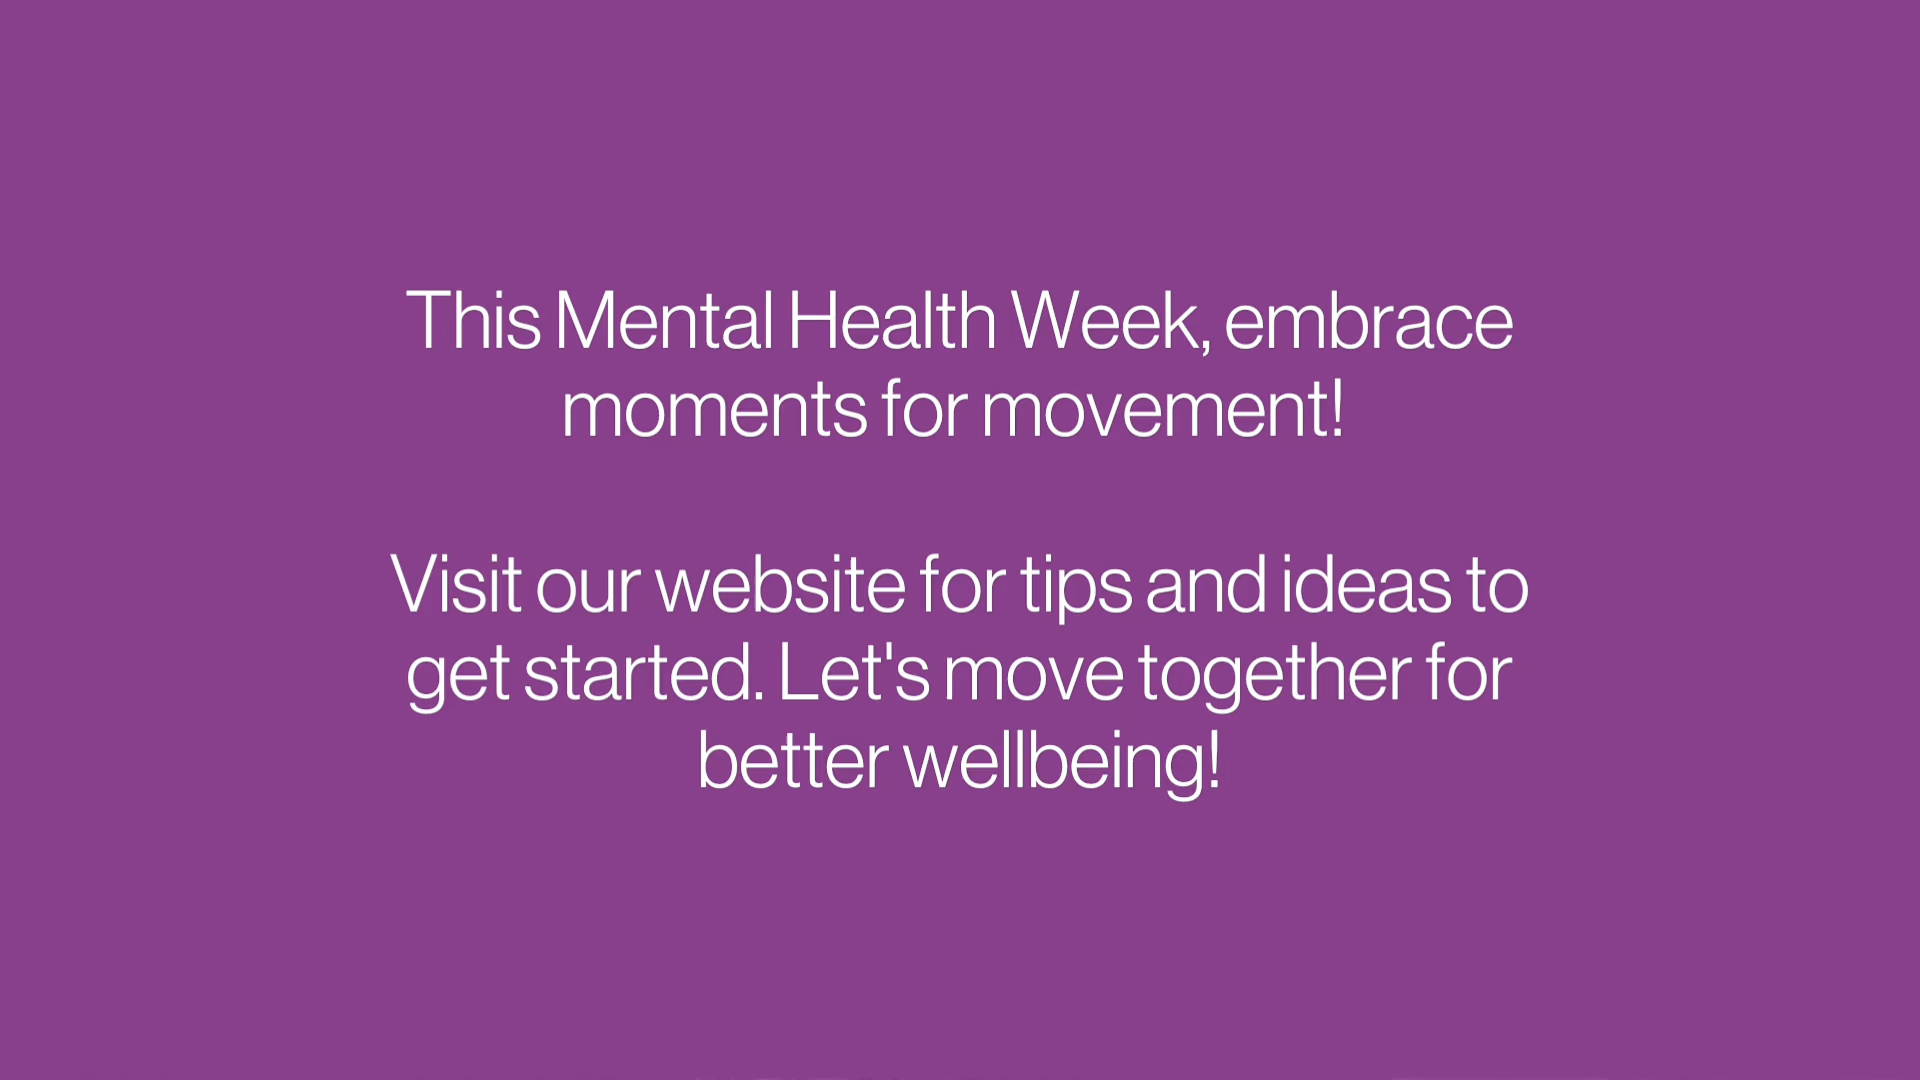 This Mental Health Week, embrace
moments for movement!
Visit our website for tips and ideas to
get started. Let's move together for
better wellbeing!